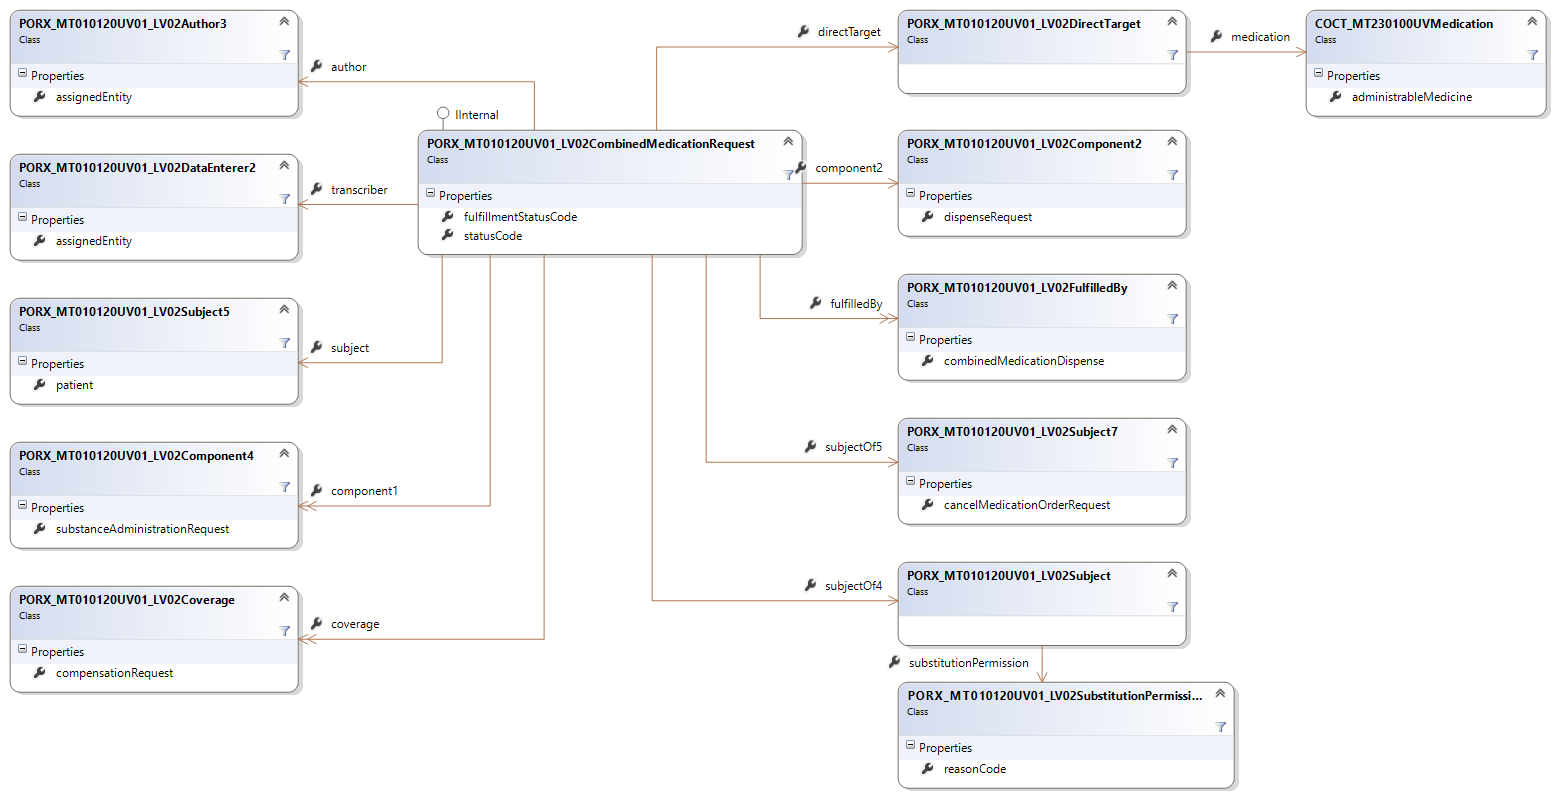 PORX_MT010120UV01_LV02Author3
Class
Properties
assignedEntity
author
PORX_MT010120UV01_LV02DataEnterer2
Class
Properties
assignedEntity
transcriber
PORX_MT010120UV01_LV02Subject5
Class
Properties
patient
subject
PORX_MT010120UV01_LV02Component4
Class
Properties
substanceAdministrationRequest
component1
PORX_MT010120UV01_LV02Coverage
Class
Properties
compensationRequest
coverage
IInternal
PORX_MT010120UV01_LV02CombinedMedicationRequest
Class
Properties
fulfillmentStatusCode
statusCode
directTarget
PORX_MT010120UV01_LV02DirectTarget
Class
medication
COCT_MT230100UVMedication
Class
Properties
administrableMedicine
component2
PORX_MT010120UV01_LV02Component2
Class
Properties
dispenseRequest
fulfilledBy
PORX_MT010120UV01_LV02FulfilledBy
Class
Properties
combinedMedicationDispense
subjectOf5
PORX_MT010120UV01_LV02Subject7
Class
Properties
cancelMedicationOrderRequest
subjectOf4
PORX_MT010120UV01_LV02Subject
Class
substitutionPermission
PORX_MT010120UV01_LV02SubstitutionPermissi...
Class
Properties
reasonCode